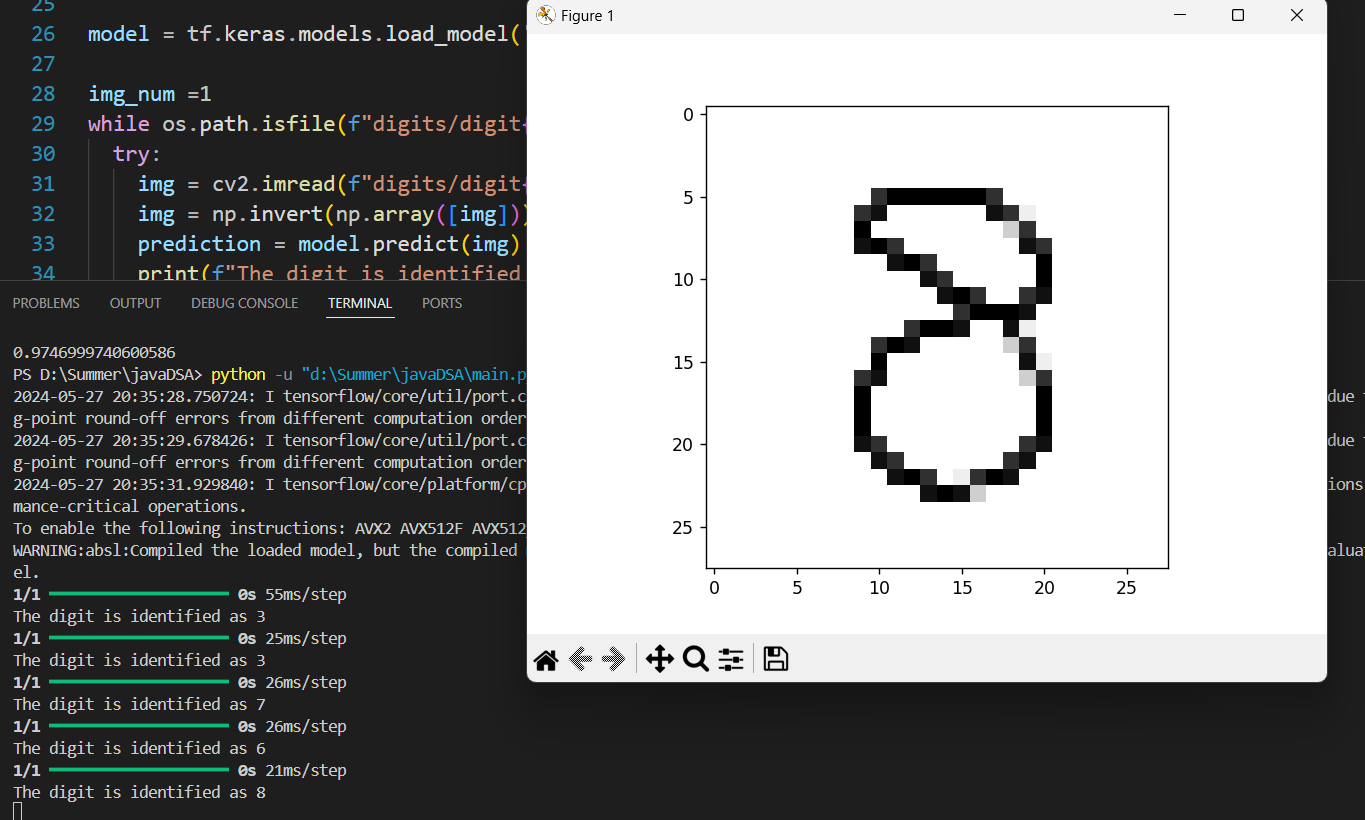 25
26 model = tf.keras.models.load_model(
27
28 img_num =1
29 while os.path.isfile(f"digits/digit{
30 try:
31 img = cv2.imread(f"digits/digit{
32 img = np.invert(np.array([img]))
33 prediction = model.predict(img)
34 print(f"The digit is identified
PROBLEMS OUTPUT DEBUG CONSOLE TERMINAL PORTS
0.9746999740600586
PS D:\Summer\javaDSA> python -u "d:\Summer\javaDSA\main.p
2024-05-27 20:35:28.750724: I tensorflow/core/util/port.c due
g-point round-off errors from different computation order
2024-05-27 20:35:29.678426: I tensorflow/core/util/port.c due
g-point round-off errors from different computation order
2024-05-27 20:35:31.929840: I tensorflow/core/platform/cp ions
mance-critical operations.
To enable the following instructions: AVX2 AVX512F AVX512
WARNING:absl:Compiled the loaded model, but the compiled aluat
el.
1/1 0s 55ms/step
The digit is identified as 3
1/1 0s 25ms/step
The digit is identified as 3
1/1 0s 26ms/step
The digit is identified as 7
1/1 0s 26ms/step
The digit is identified as 6
1/1 0s 21ms/step
The digit is identified as 8
Figure 1
0
5
10
15
20
25
0 5 10 15 20 25
8